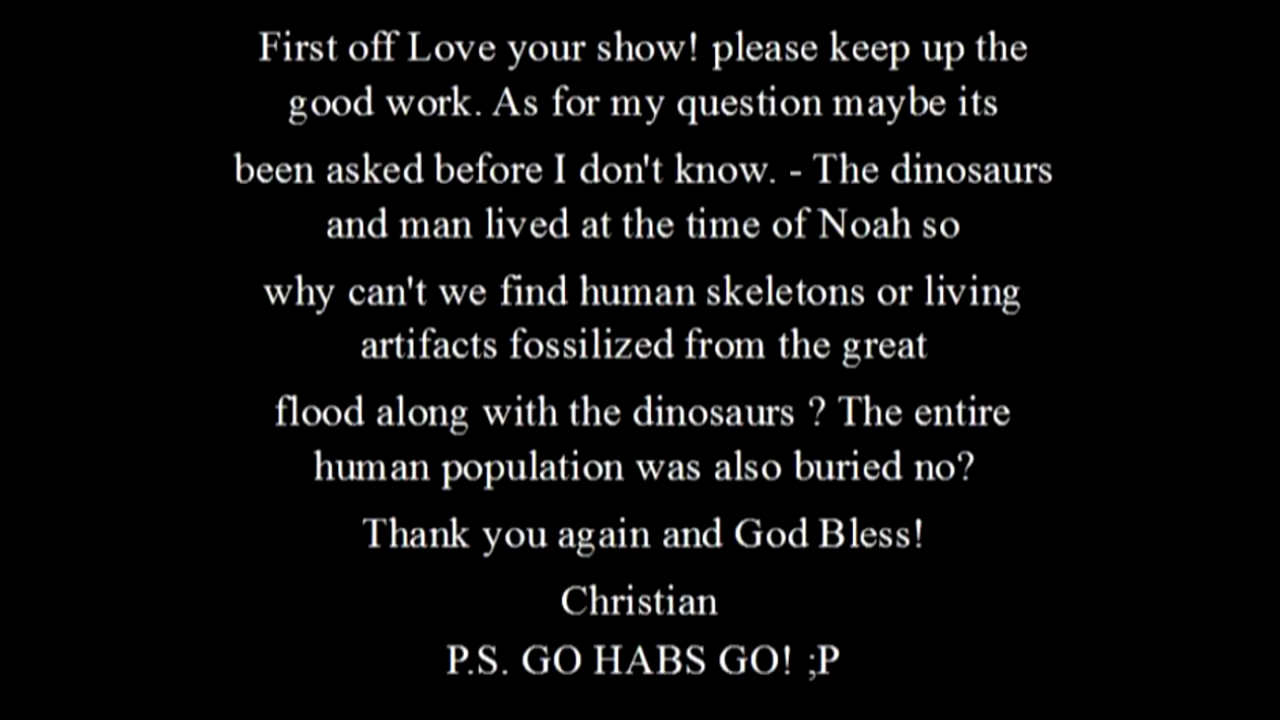 First off Love your show! please keep up the
good work. As for my question maybe its
been asked before I don't know. - The dinosaurs
and man lived at the time of Noah so
why can't we find human skeletons or living
artifacts fossilized from the great
flood along with the dinosaurs ? The entire
human population was also buried no?
Thank you again and God Bless!
Christian
P.S. GO HABS GO! ;P